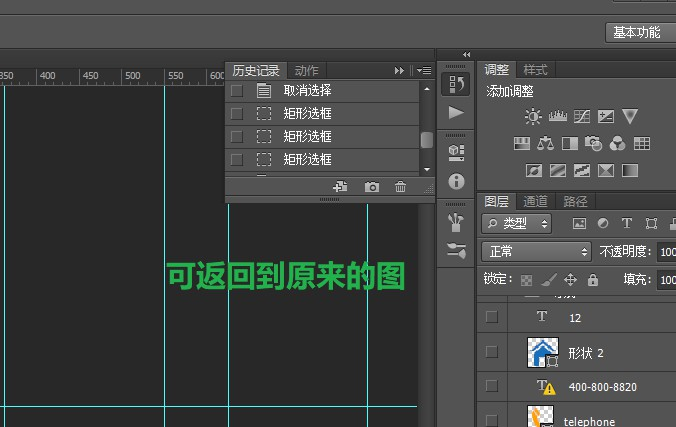 基本功能
350 400 450 500 550 600
历史记录 动作
取消选择
矩形选框
矩形选框
矩形选框
调整 样式
添加调整
图层 通道 路径
类型
正常 不透明度: 100
锁定: 填充: 100
T 12
形状 2
T 400-800-8820
telephone
可返回到原来的图